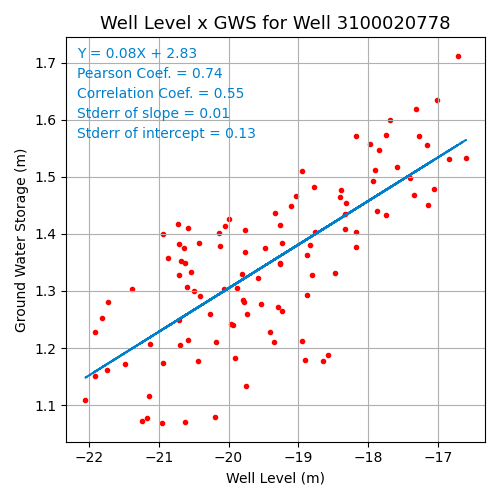 Well Level x GWS for Well 3100020778
Y = 0.08X + 2.83
Pearson Coef. = 0.74
Correlation Coef. = 0.55
Stderr of slope = 0.01
Stderr of intercept = 0.13
Ground Water Storage (m)
1.7
1.6
1.5
1.4
1.3
1.2
1.1
−22 −21 −20 −19 −18 −17
Well Level (m)